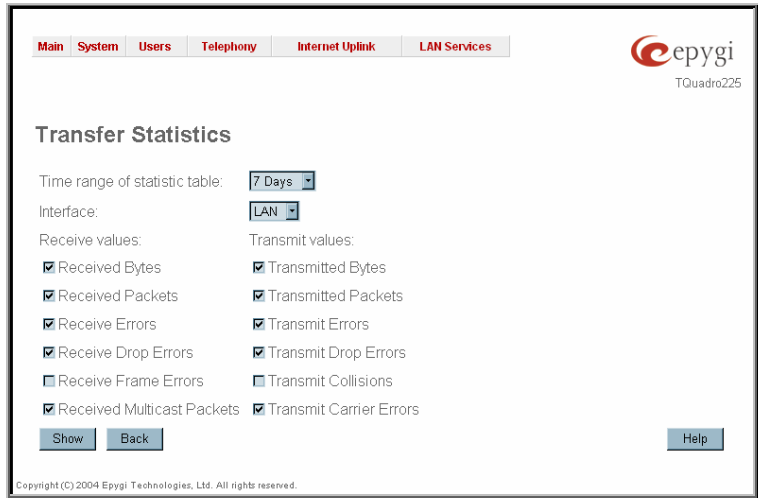 Main System Users Telephony Internet Uplink LAN Services
epygi
TQuadro225
Transfer Statistics
Time range of statistic table: 7 Days
Interface: LAN
Receive values: Transmit values:
Received Bytes Transmitted Bytes
Received Packets Transmitted Packets
Receive Errors Transmit Errors
Receive Drop Errors Transmit Drop Errors
Receive Frame Errors Transmit Collisions
Received Multicast Packets Transmit Carrier Errors
Show Back Help
Copyright (C) 2004 Epygi Technologies, Ltd. All rights reserved.